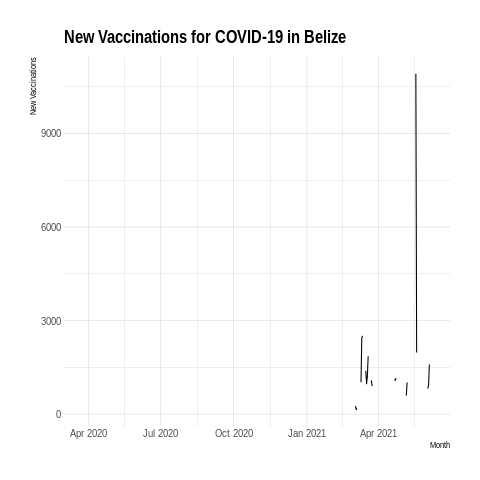 New Vaccinations for COVID-19 in Belize
New Vaccinations
9000
6000
3000
0
Apr 2020 Jul 2020 Oct 2020 Jan 2021 Apr 2021
Month